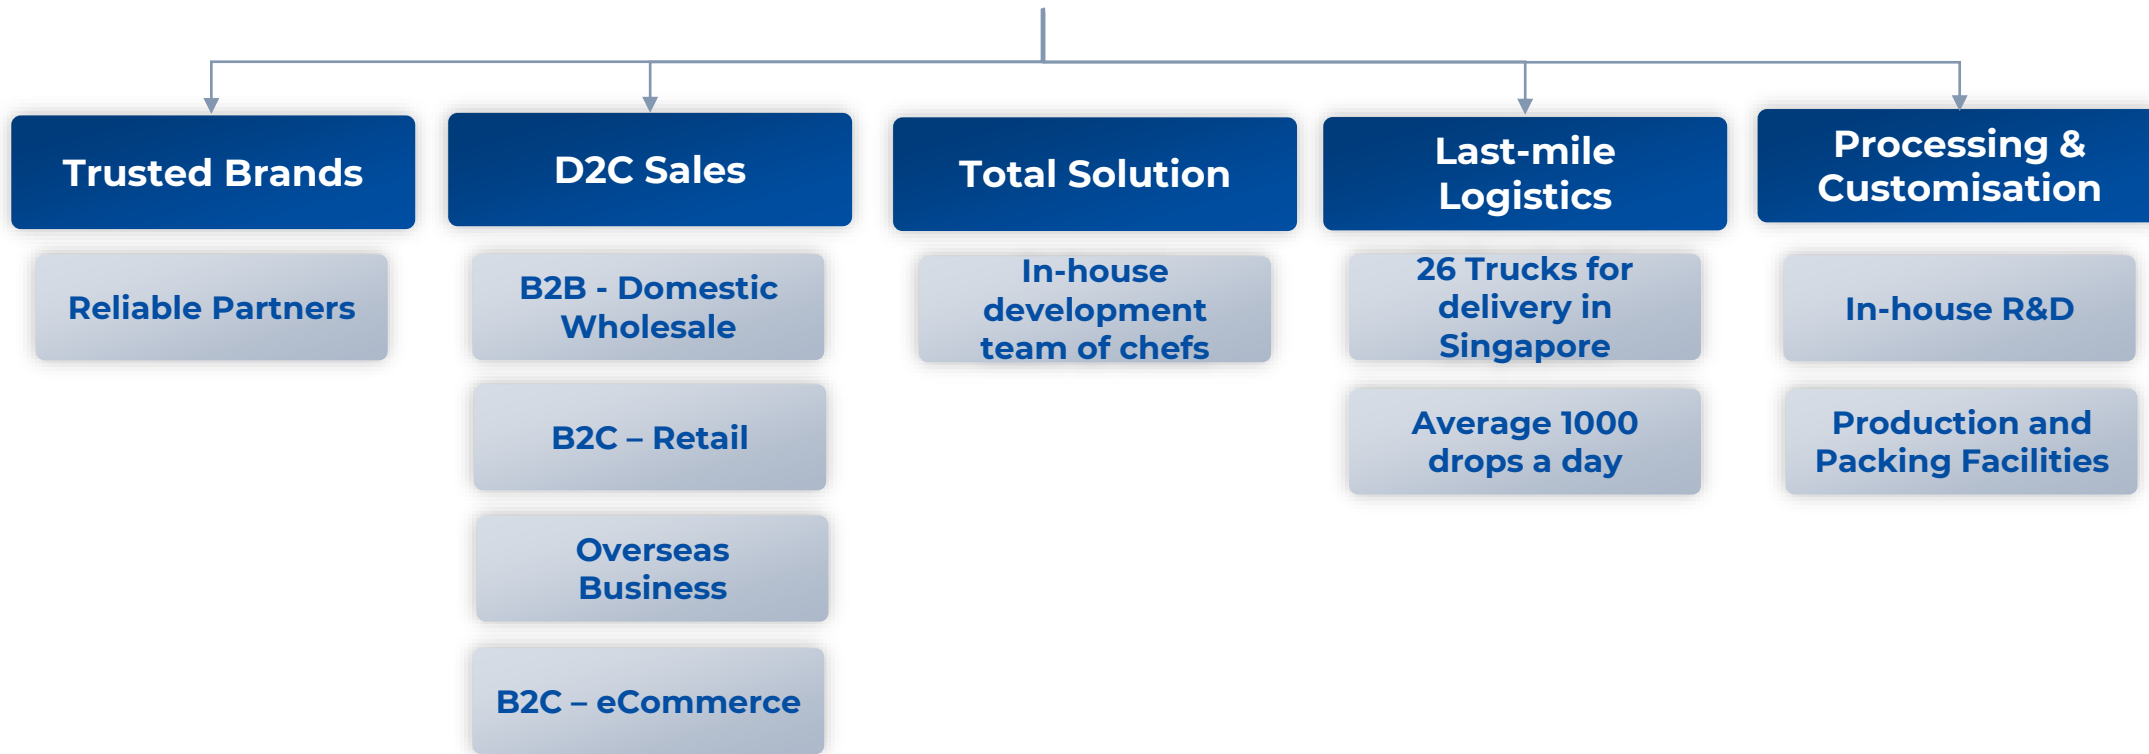 Trusted Brands
Reliable Partners
D2C Sales
B2B - Domestic
Wholesale
B2C – Retail
Overseas
Business
B2C – eCommerce
Total Solution
In-house
development
team of chefs
Last-mile
Logistics
26 Trucks for
delivery in
Singapore
Average 1000
drops a day
Processing &
Customisation
In-house R&D
Production and
Packing Facilities